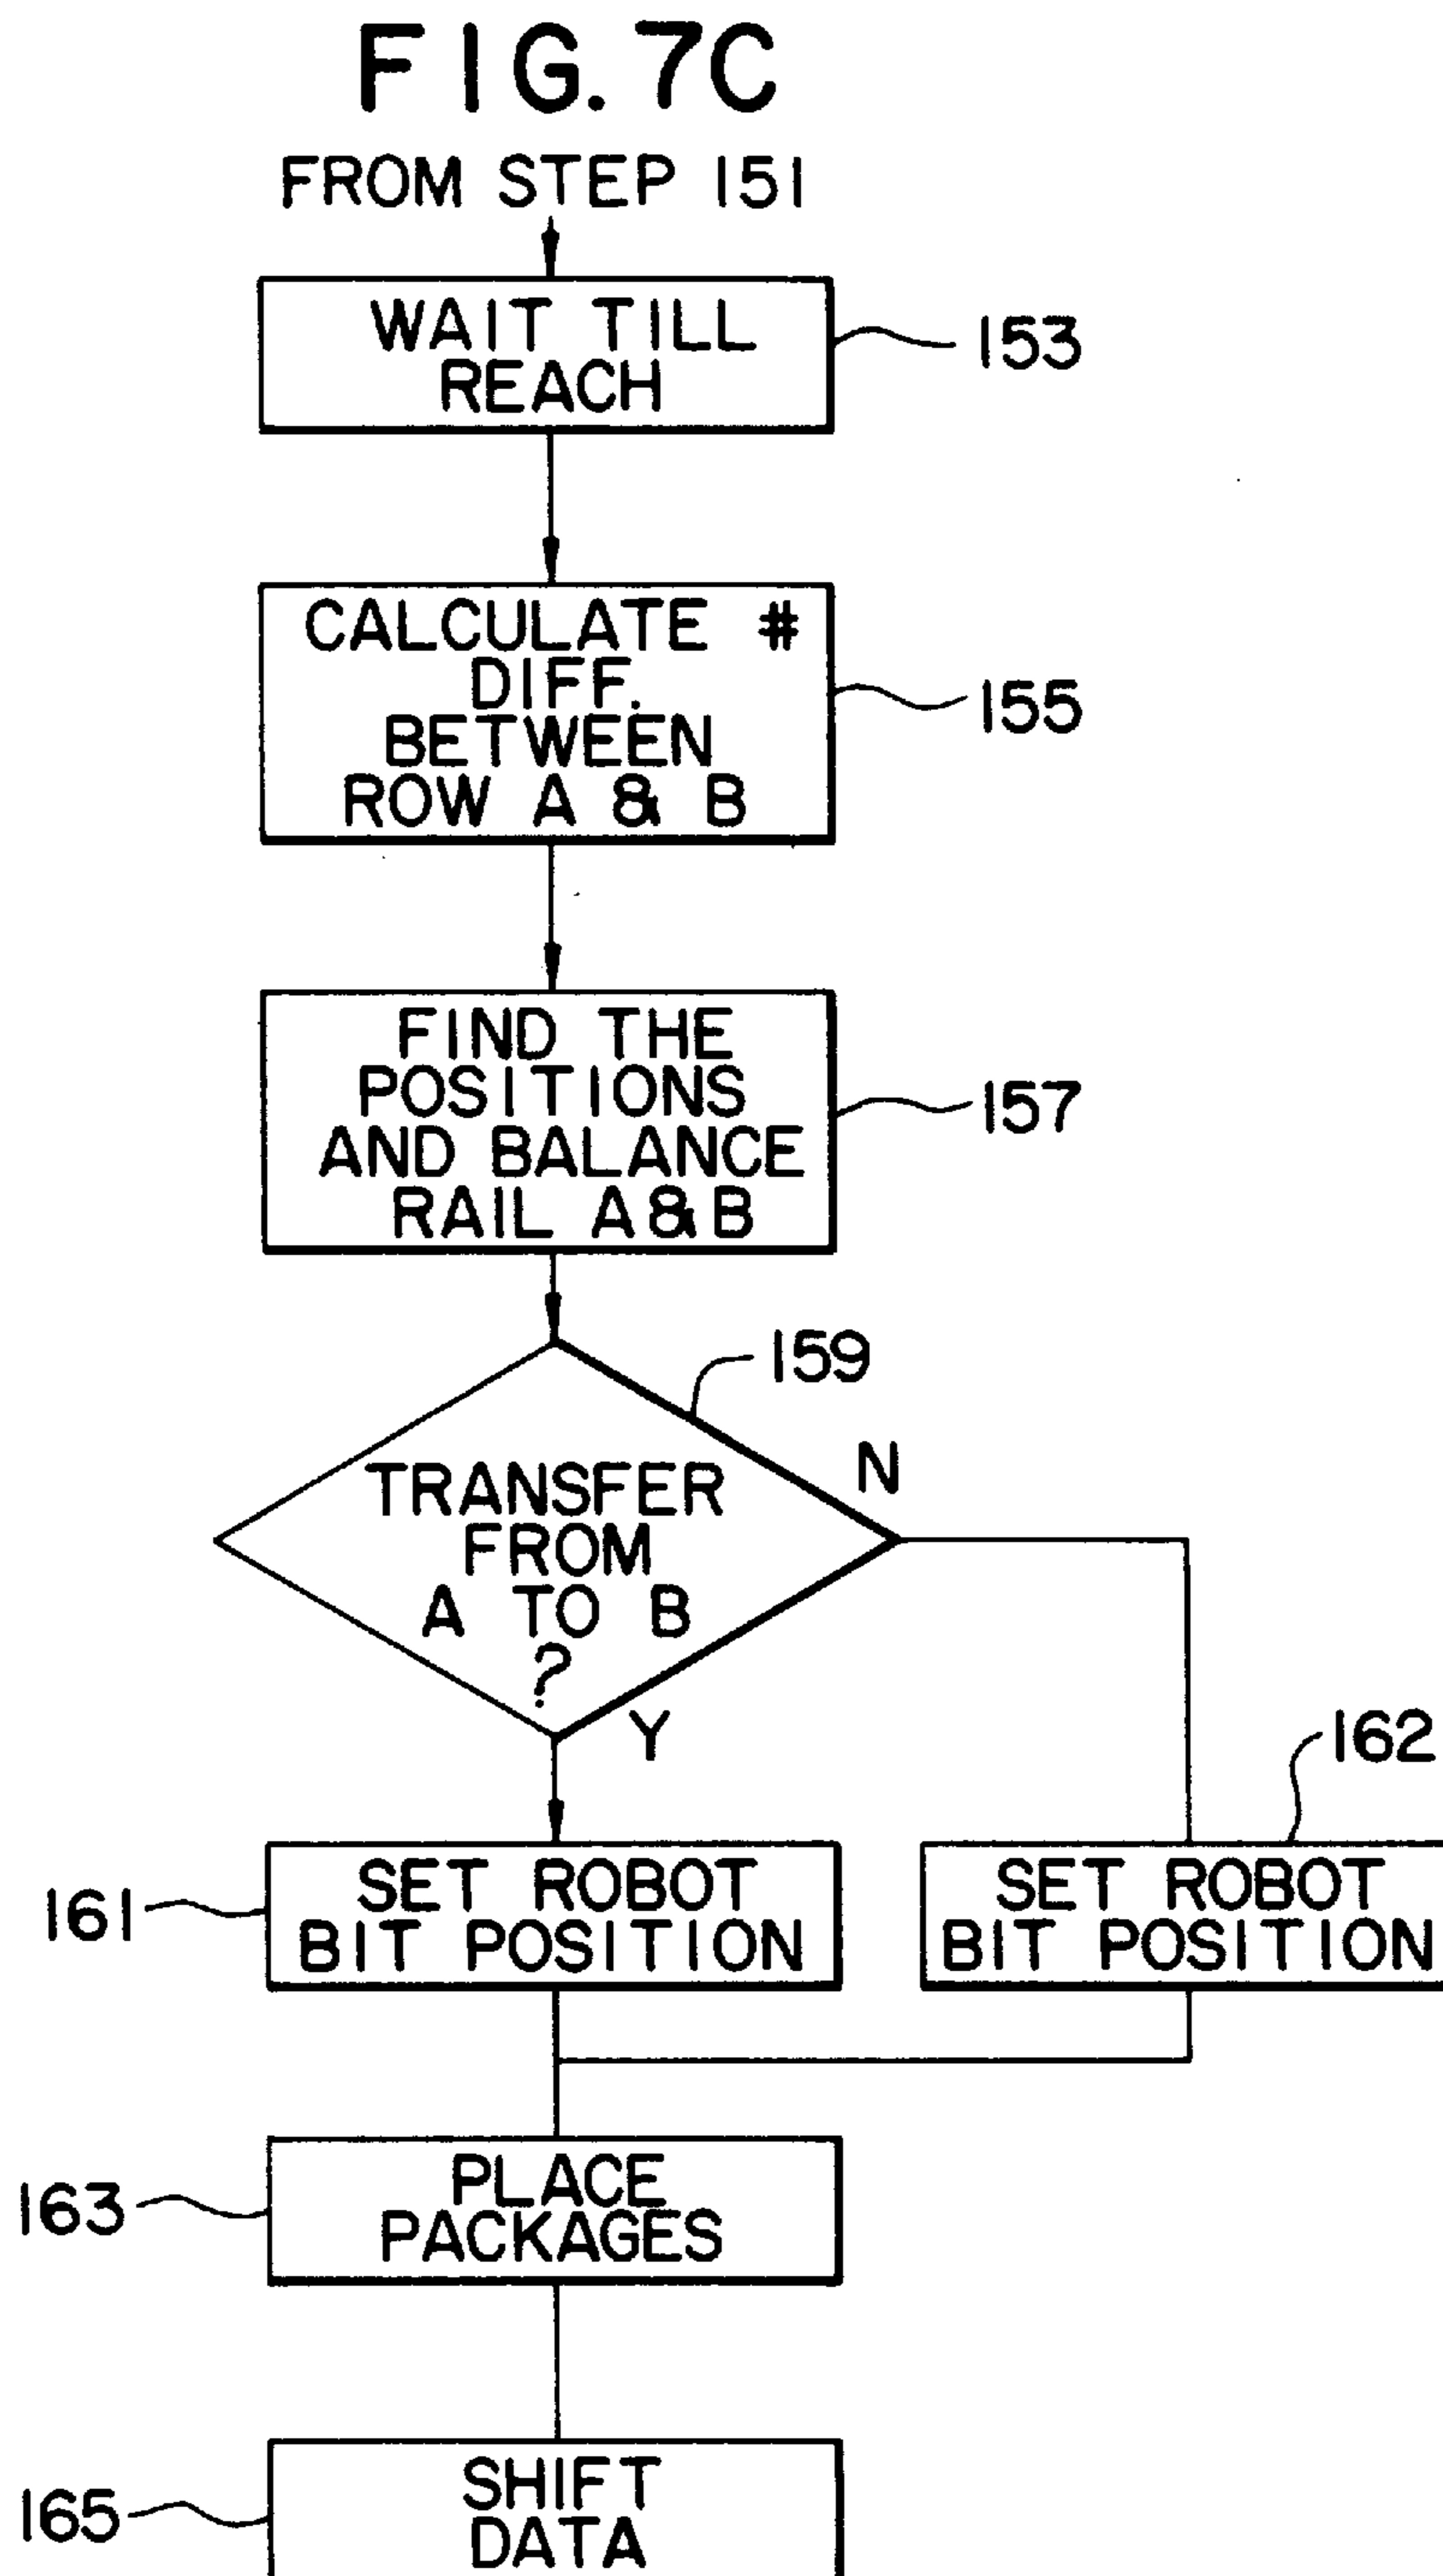 FIG. 7C
FROM STEP 151
WAIT TILL
REACH
153
CALCULATE #
DIFF.
BETWEEN
ROW A & B
155
FIND THE
POSITIONS
AND BALANCE
RAIL A & B
157
159
TRANSFER
FROM
A TO B
?
N
Y
162
161
SET ROBOT
BIT POSITION
SET ROBOT
BIT POSITION
163
PLACE
PACKAGES
165
SHIFT
DATA